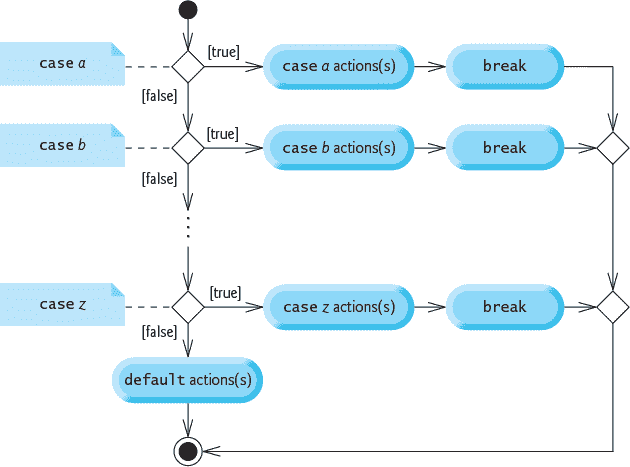 case a
[true]
case a actions(s)
break
[false]
case b
[true]
case b actions(s)
break
[false]
case z
[true]
case z actions(s)
break
[false]
default actions(s)